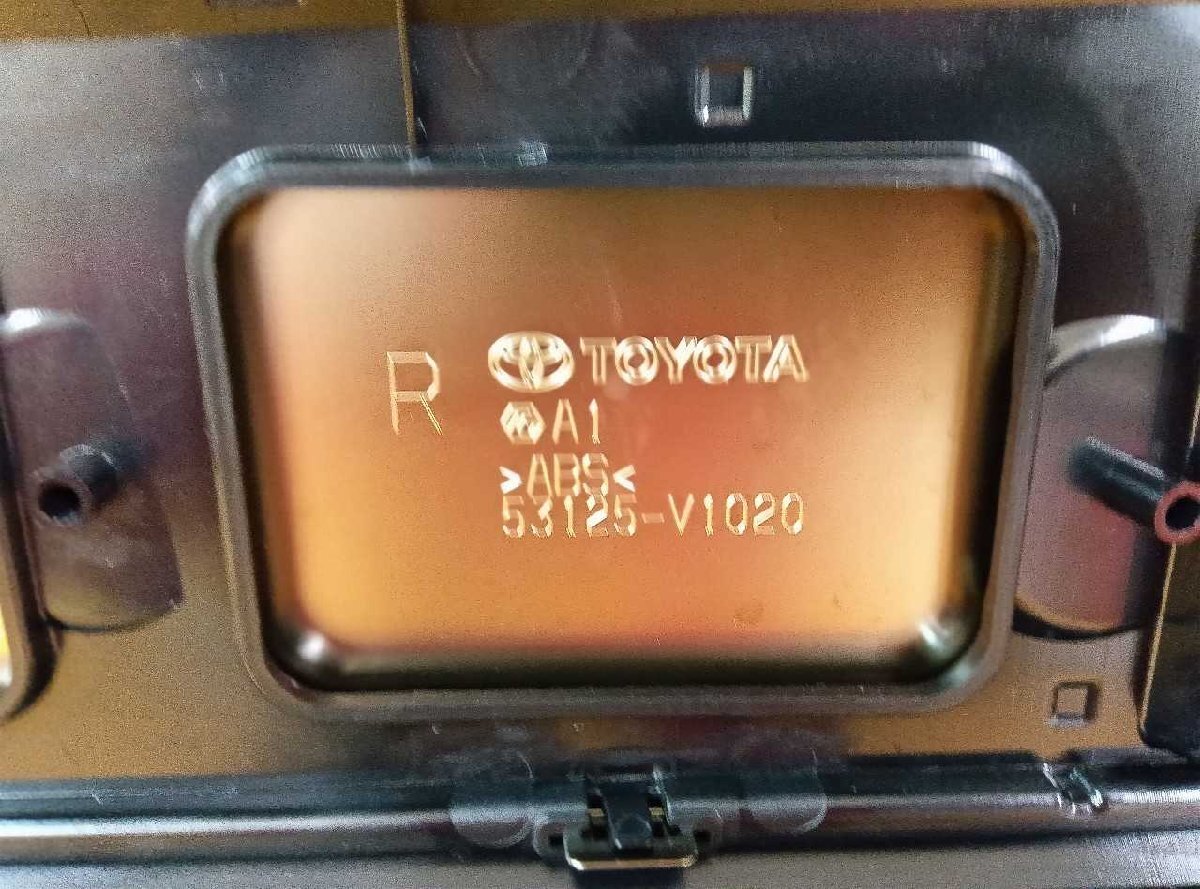 R
TOYOTA
A1
>ABS<
53125-V1020